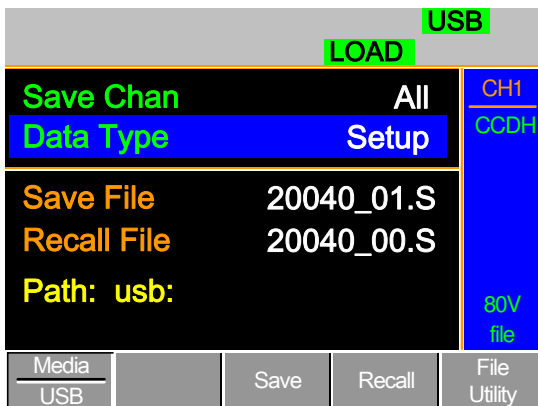 USB
LOAD
Save Chan All
Data Type Setup
Save File 20040_01.S
Recall File 20040_00.S
Path: usb:
CH1
CCDH
80V
file
Media
USB
Save
Recall
File
Utility